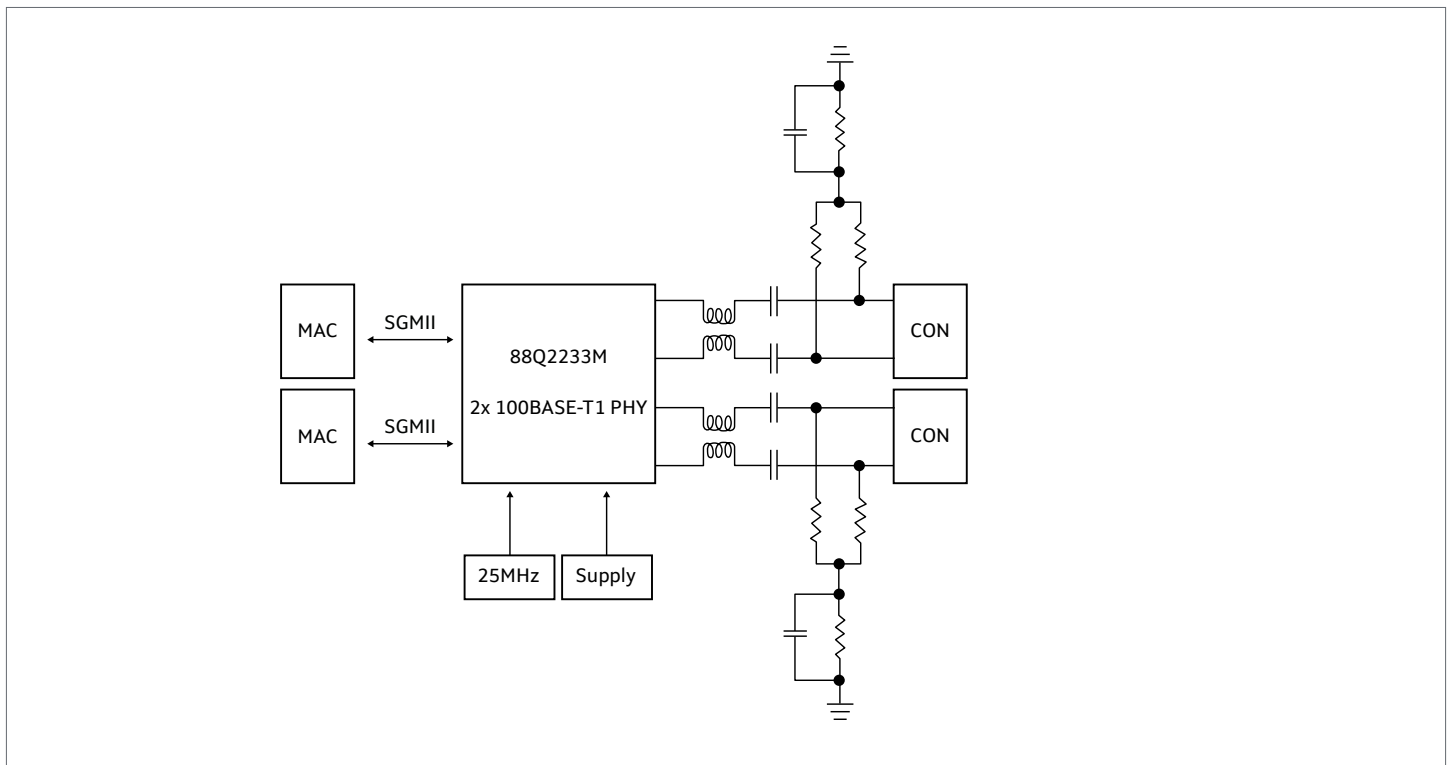 MAC
SGMII
88Q2233M
2x 100BASE-T1 PHY
CON
MAC
SGMII
CON
25MHz
Supply